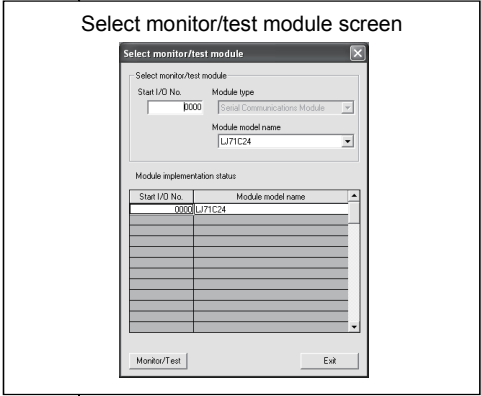 Select monitor/test module screen
Select monitor/test module
Select monitor/test module
Start I/O No. Module type
0000 Serial Communications Module
Module model name
LJ71C24
Module implementation status
Start I/O No. Module model name
0000 LJ71C24
Monitor/Test Exit